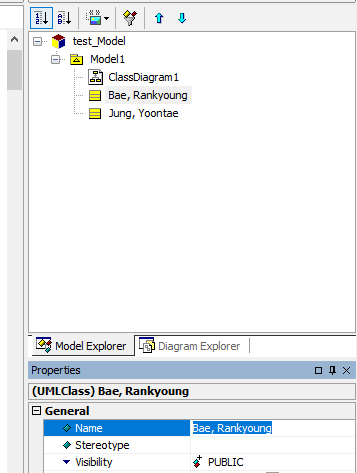 test_Model
Model1
ClassDiagram1
Bae, Rankyoung
Jung, Yoontae
Model Explorer Diagram Explorer
Properties
(UMLClass) Bae, Rankyoung
General
Name Bae, Rankyoung
Stereotype
Visibility PUBLIC